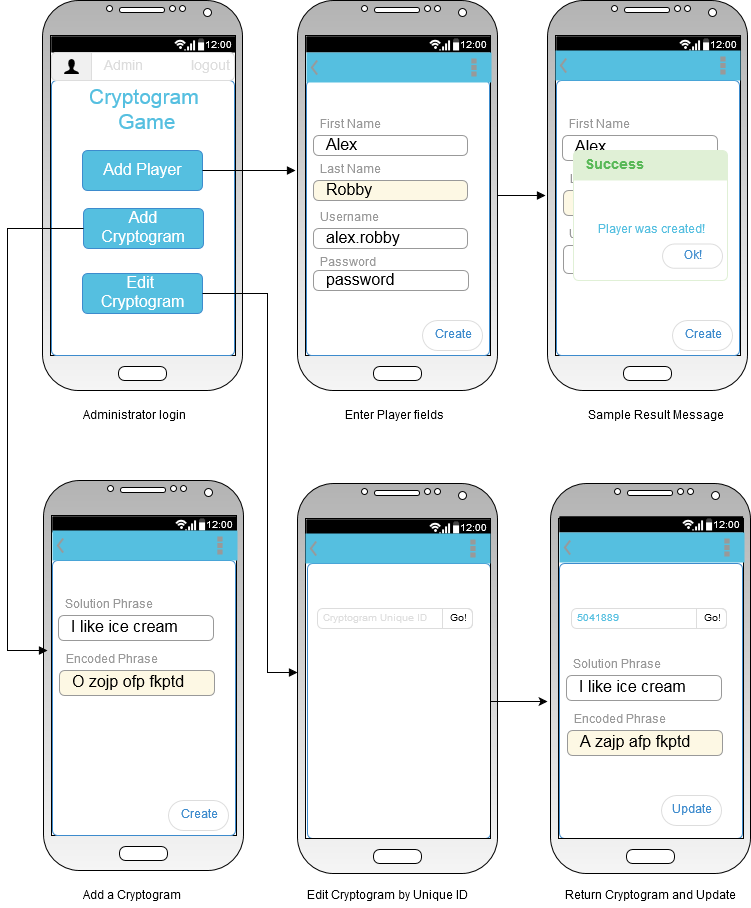 12:00
Admin
logout
Cryptogram
Game
Add Player
Add
Cryptogram
Edit
Cryptogram
Administrator login
12:00
First Name
Alex
Last Name
Robby
Username
alex.robby
Password
password
Create
Enter Player fields
12:00
First Name
Alex
L
Success
Player was created!
U
Ok!
Create
Sample Result Message
12:00
Solution Phrase
I like ice cream
Encoded Phrase
O zojp ofp fkptd
Create
Add a Cryptogram
12:00
Cryptogram Unique ID
Go!
Edit Cryptogram by Unique ID
12:00
5041889
Go!
Solution Phrase
I like ice cream
Encoded Phrase
A zajp afp fkptd
Update
Return Cryptogram and Update